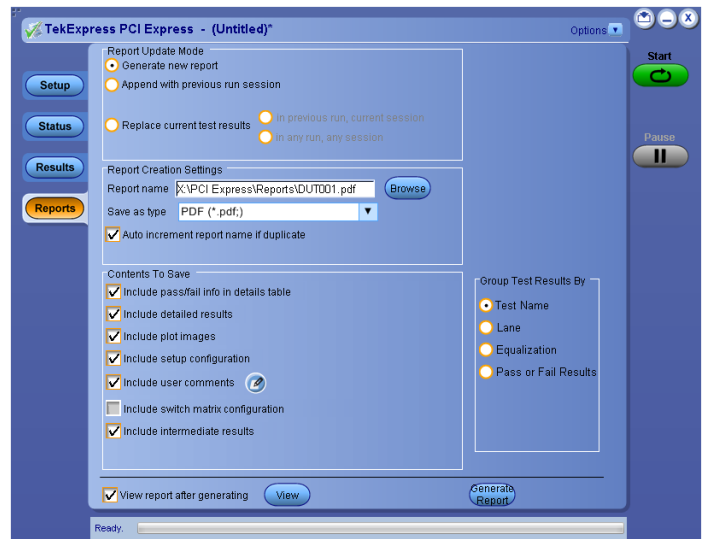 TekExpress PCI Express - (Untitled)*
Options
Start
Pause
Setup
Status
Results
Reports
Report Update Mode
Generate new report
Append with previous run session
Replace current test results
in previous run, current session
in any run, any session
Report Creation Settings
Report name X:\PCI Express\Reports\DUT001.pdf Browse
Save as type PDF (*.pdf;)
Auto increment report name if duplicate
Contents To Save
Include pass/fail info in details table
Include detailed results
Include plot images
Include setup configuration
Include user comments
Include switch matrix configuration
Include intermediate results
Group Test Results By
Test Name
Lane
Equalization
Pass or Fail Results
View report after generating View
Generate
Report
Ready.